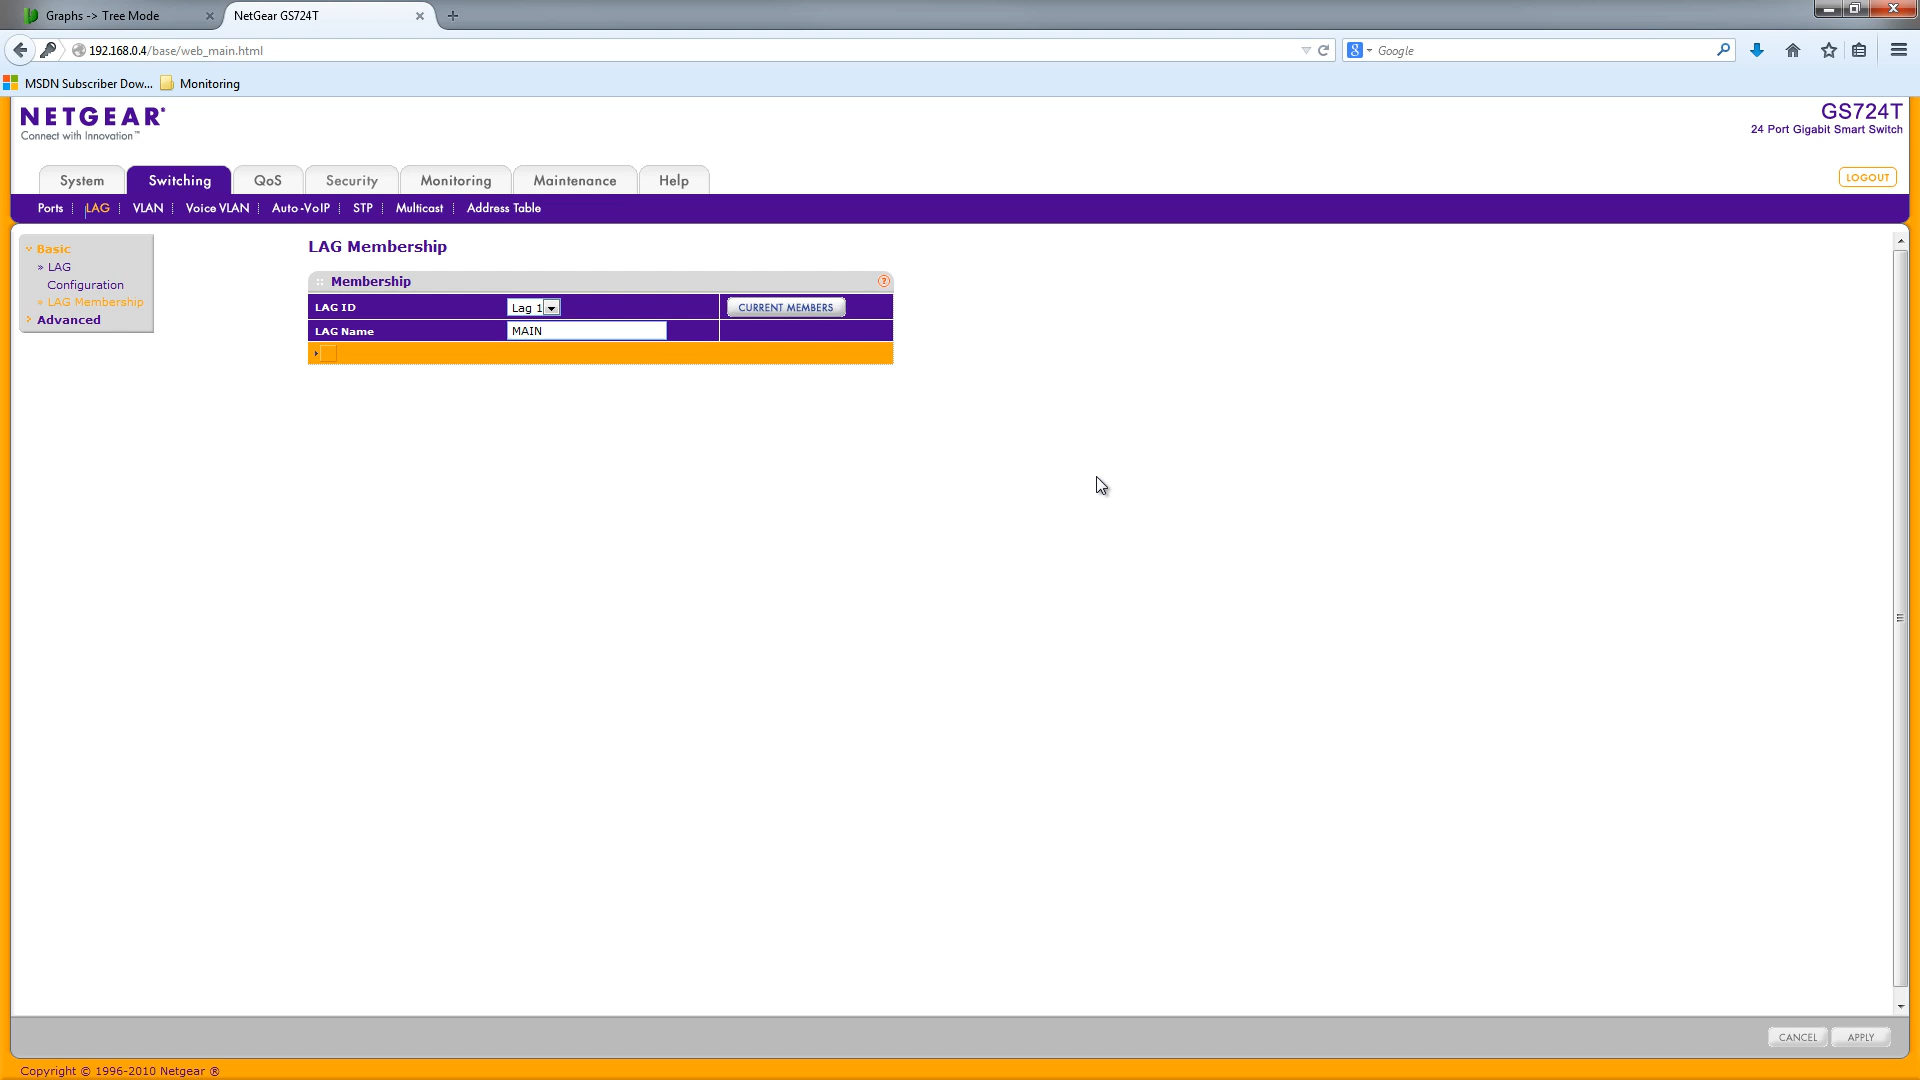 Graphs -> Tree Mode
NetGear GS724T
192.168.0.4/base/web_main.html
Google
MSDN Subscriber Dow...
Monitoring
NETGEAR®
Connect with Innovation™
GS724T
24 Port Gigabit Smart Switch
System
Switching
QoS
Security
Monitoring
Maintenance
Help
LOGOUT
Ports
LAG
VLAN
Voice VLAN
Auto-VoIP
STP
Multicast
Address Table
Basic
» LAG
Configuration
» LAG Membership
Advanced
LAG Membership
Membership
?
LAG ID
Lag 1
CURRENT MEMBERS
LAG Name
MAIN
CANCEL
APPLY
Copyright © 1996-2010 Netgear ®